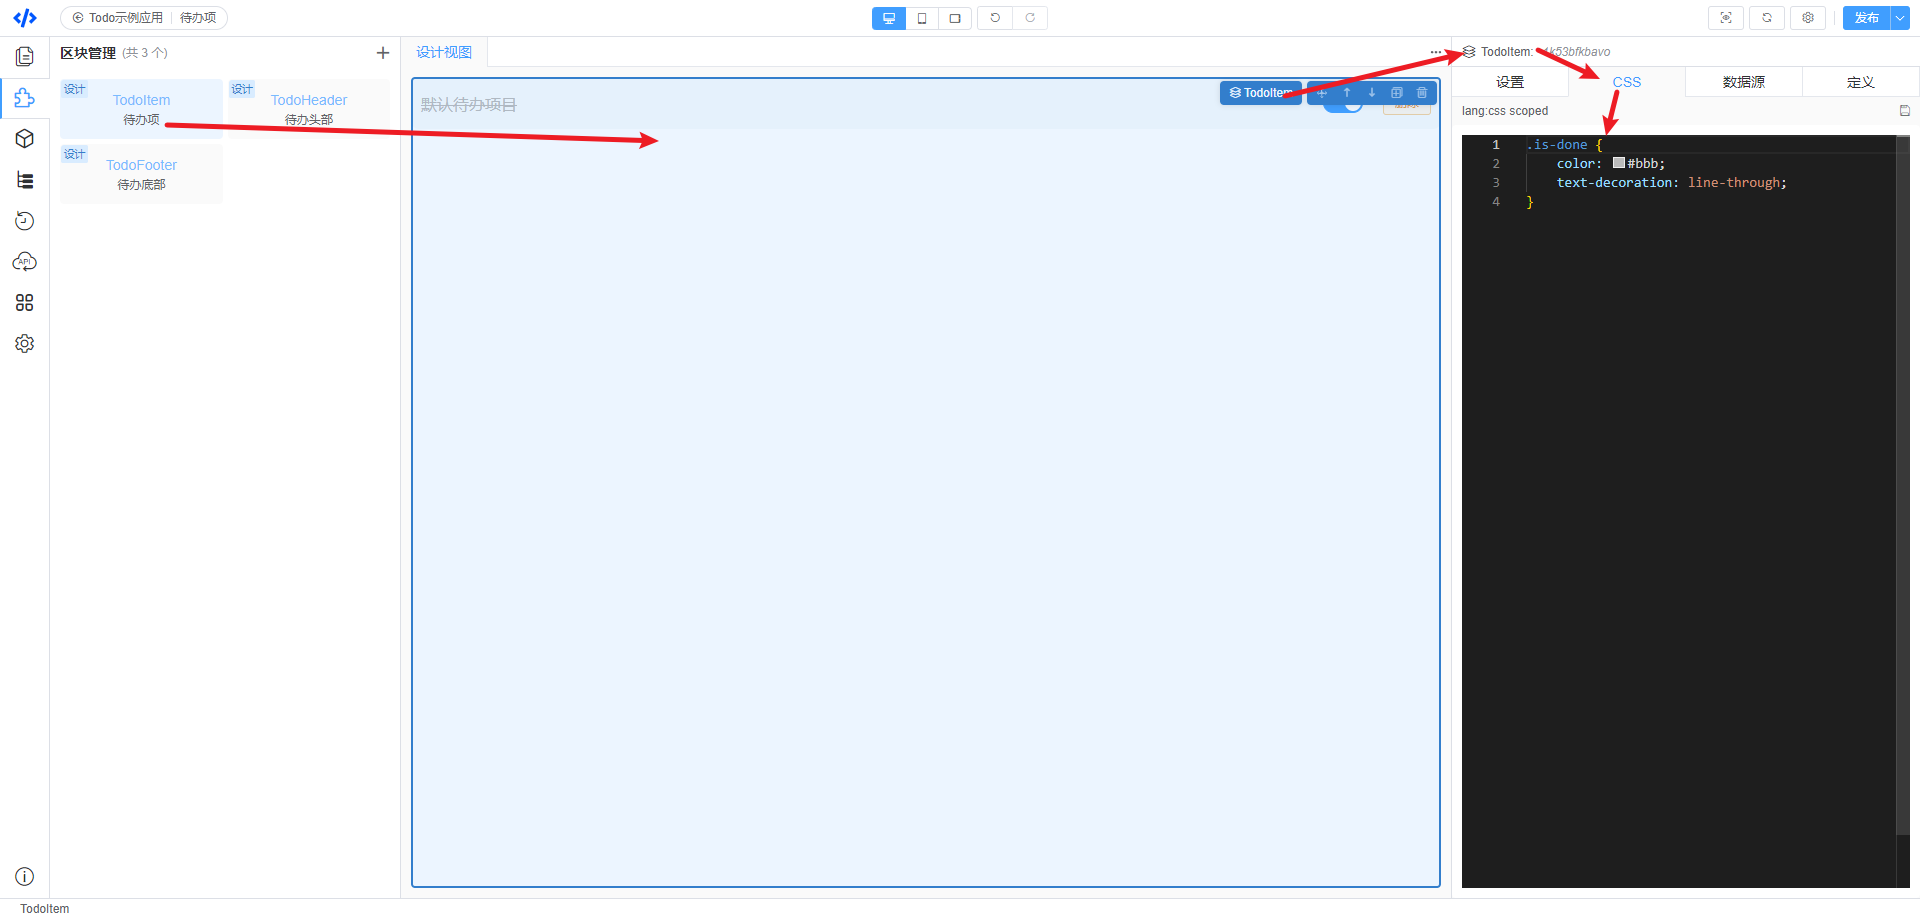 Todo示例应用 待办项
发布
区块管理 (共 3 个)
设计视图
TodoItem:
设计
TodoItem
待办项
设计
TodoHeader
待办头部
设计
TodoFooter
待办底部
默认待办项目
TodoItem
设置
CSS
数据源
定义
lang:css scoped
1 .is-done {
2 color: #bbb;
3 text-decoration: line-through;
4 }
API
TodoItem